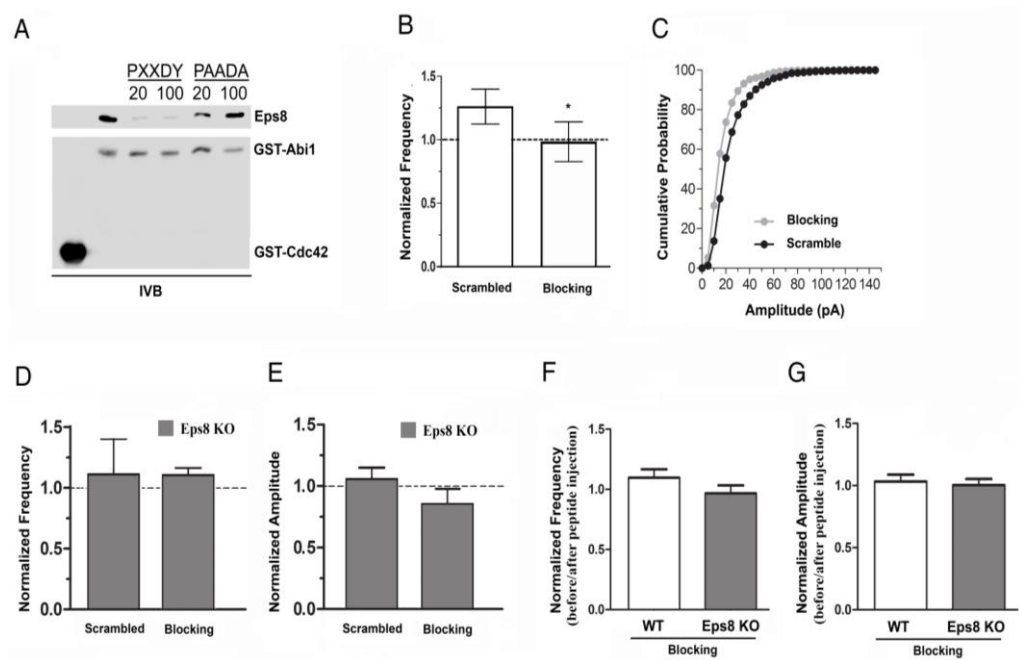 A
PXXDY PAADA
20 100 20 100
Eps8
GST-Abi1
GST-Cdc42
IVB
B
Normalized Frequency
1.5
1.0
0.5
0.0
*
Scrambled Blocking
C
Cumulative Probability
100
80
60
40
20
0
Blocking
Scramble
0 20 40 60 80 100 120 140
Amplitude (pA)
D
Normalized Frequency
1.5
1.0
0.5
0.0
Eps8 KO
Scrambled Blocking
E
Normalized Amplitude
1.5
1.0
0.5
0.0
Eps8 KO
Scrambled Blocking
F
Normalized Frequency
(before/after peptide injection)
1.5
1.0
0.5
0.0
WT Eps8 KO
Blocking
G
Normalized Amplitude
(before/after peptide injection)
1.5
1.0
0.5
0.0
WT Eps8 KO
Blocking